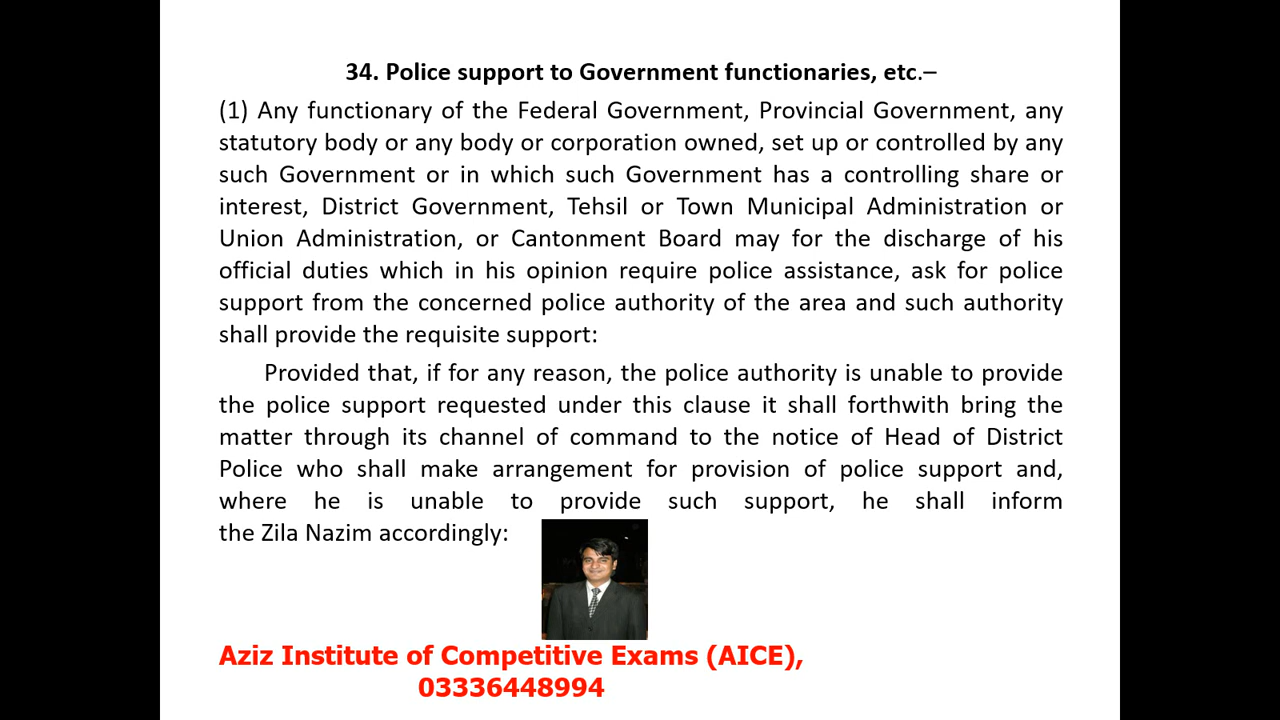 34. Police support to Government functionaries, etc.–
(1) Any functionary of the Federal Government, Provincial Government, any
statutory body or any body or corporation owned, set up or controlled by any
such Government or in which such Government has a controlling share or
interest, District Government, Tehsil or Town Municipal Administration or
Union Administration, or Cantonment Board may for the discharge of his
official duties which in his opinion require police assistance, ask for police
support from the concerned police authority of the area and such authority
shall provide the requisite support:
Provided that, if for any reason, the police authority is unable to provide
the police support requested under this clause it shall forthwith bring the
matter through its channel of command to the notice of Head of District
Police who shall make arrangement for provision of police support and,
where he is unable to provide such support, he shall inform
the Zila Nazim accordingly:
Aziz Institute of Competitive Exams (AICE),
03336448994